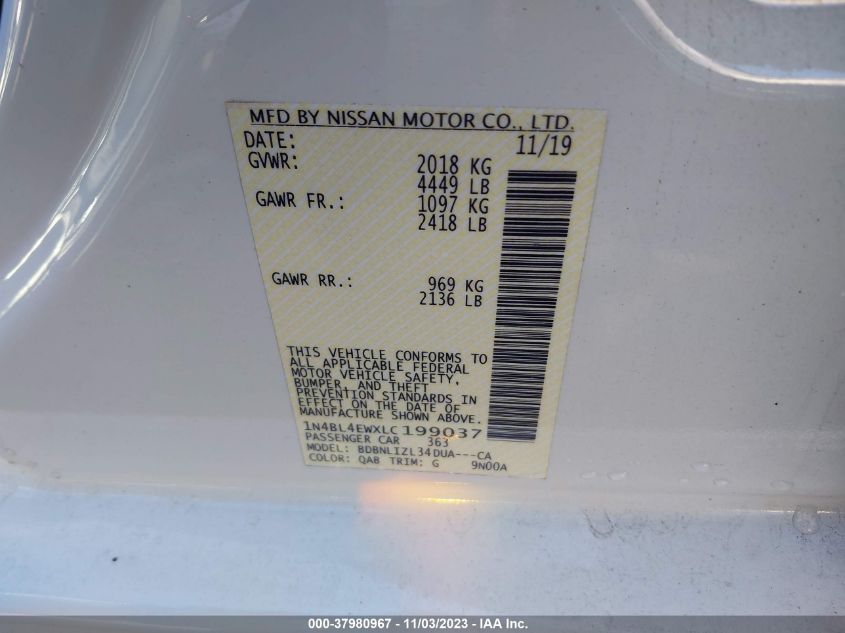 MFD BY NISSAN MOTOR CO., LTD.
DATE: 11/19
GVWR: 2018 KG
4449 LB
GAWR FR.: 1097 KG
2418 LB
GAWR RR.: 969 KG
2136 LB
THIS VEHICLE CONFORMS TO
ALL APPLICABLE FEDERAL
MOTOR VEHICLE SAFETY,
BUMPER, AND THEFT
PREVENTION STANDARDS IN
EFFECT ON THE DATE OF
MANUFACTURE SHOWN ABOVE.
1N4BL4EWXLC199037
PASSENGER CAR 363
MODEL: BDBNLIZL34DUA---CA
COLOR: QAB TRIM: G 9N00A
000-37980967 - 11/03/2023 - IAA Inc.